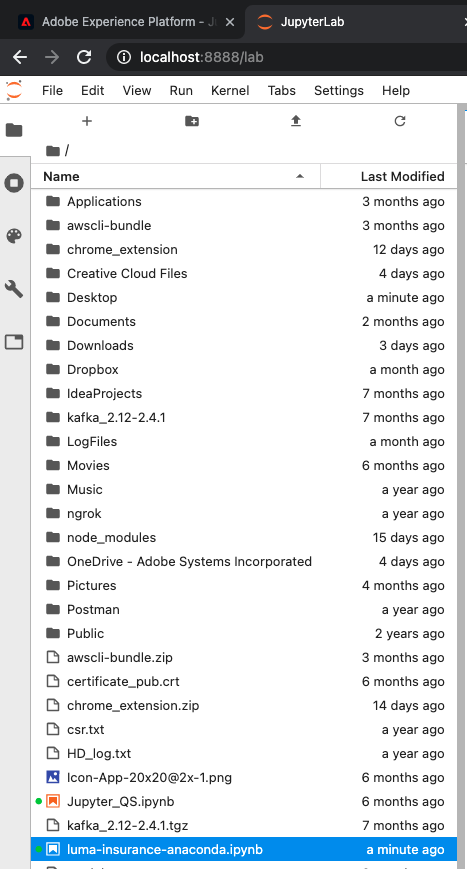 Adobe Experience Platform - Ju
JupyterLab
localhost:8888/lab
File Edit View Run Kernel Tabs Settings Help
/
Name Last Modified
Applications 3 months ago
awscli-bundle 3 months ago
chrome_extension 12 days ago
Creative Cloud Files 4 days ago
Desktop a minute ago
Documents 2 months ago
Downloads 3 days ago
Dropbox a month ago
IdeaProjects 7 months ago
kafka_2.12-2.4.1 7 months ago
LogFiles a month ago
Movies 6 months ago
Music a year ago
ngrok a year ago
node_modules 15 days ago
OneDrive - Adobe Systems Incorporated 4 days ago
Pictures 4 months ago
Postman a year ago
Public 2 years ago
awscli-bundle.zip 3 months ago
certificate_pub.crt 6 months ago
chrome_extension.zip 14 days ago
csr.txt a year ago
HD_log.txt a year ago
Icon-App-20x20@2x-1.png 6 months ago
Jupyter_QS.ipynb 6 months ago
kafka_2.12-2.4.1.tgz 7 months ago
luma-insurance-anaconda.ipynb a minute ago